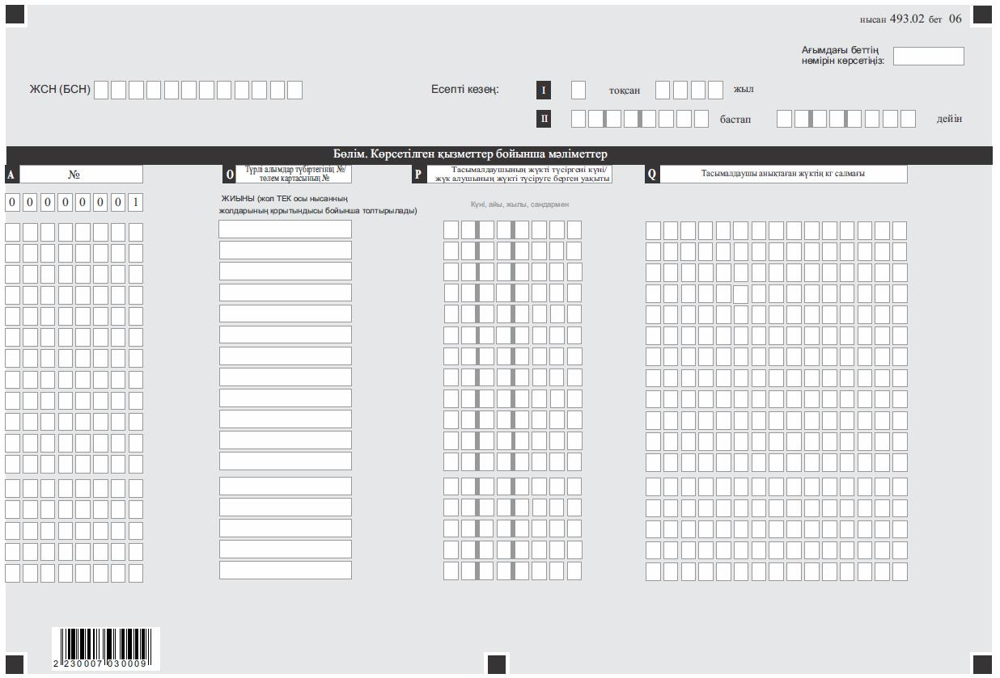 нысан 493.02 бет 06
Ағымдағы беттің
нөмірін көрсетіңіз:
ЖСН (БСН)
Есепті кезең:
I
тоқсан
жыл
II
бастап
дейін
Бөлім. Көрсетілген қызметтер бойынша мәліметтер
A
№
O
Түрлі алымдар түбіртегінің №/
төлем картасының №
P
Тасымалдаушының жүкті түсіргені күні/
жүк алушының жүкті түсіруге берген уақыты
Q
Тасымалдаушы анықтаған жүктің кг салмағы
0 0 0 0 0 0 0 1
ЖИЫНЫ (жол ТЕК осы нысанның
жолдарының қорытындысы бойынша толтырылады)
Күні, айы, жылы, сандармен
2 230007 030009